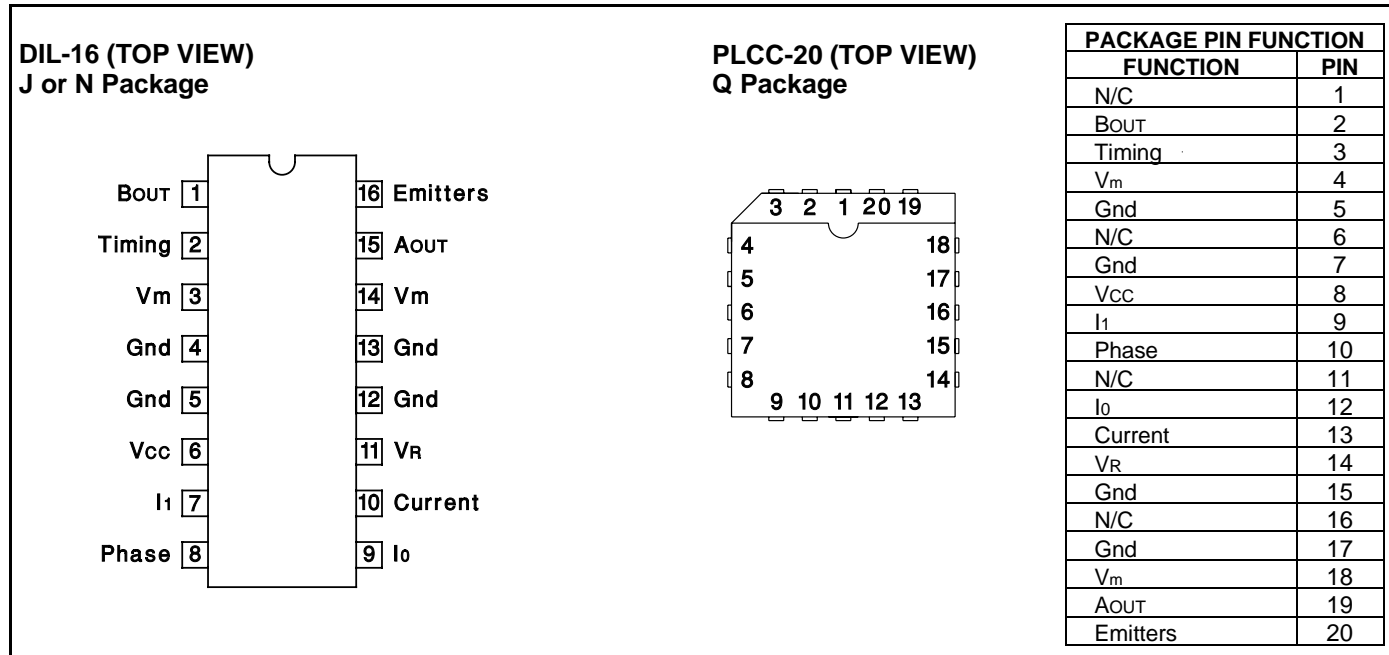 DIL-16 (TOP VIEW)
J or N Package
BOUT 1
Timing 2
Vm 3
Gnd 4
Gnd 5
VCC 6
I1 7
Phase 8
16 Emitters
15 AOUT
14 Vm
13 Gnd
12 Gnd
11 VR
10 Current
9 I0
PLCC-20 (TOP VIEW)
Q Package
3 2 1 20 19
4 18
5 17
6 16
7 15
8 14
9 10 11 12 13
PACKAGE PIN FUNCTION
FUNCTION PIN
N/C 1
BOUT 2
Timing 3
Vm 4
Gnd 5
N/C 6
Gnd 7
VCC 8
I1 9
Phase 10
N/C 11
I0 12
Current 13
VR 14
Gnd 15
N/C 16
Gnd 17
Vm 18
AOUT 19
Emitters 20